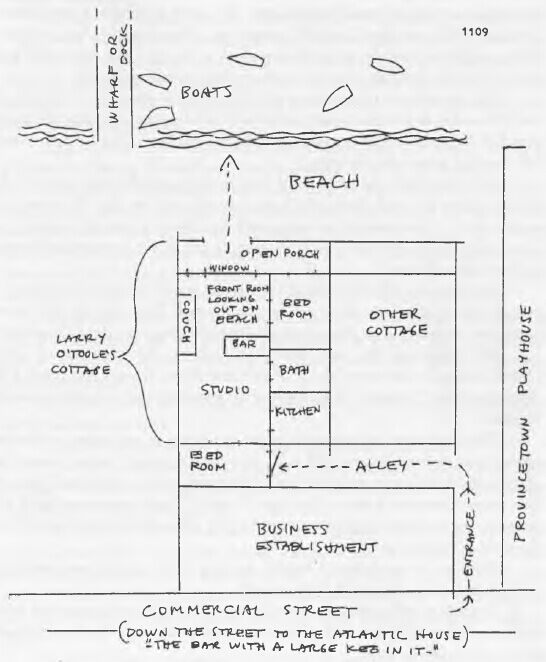 1109
WHARF OR
DOCK
BOATS
BEACH
OPEN PORCH
WINDOW
FRONT ROOM
LOOKING
OUT ON
BEACH
COUCH
BED
ROOM
OTHER
COTTAGE
BAR
LARRY
O'TOOLE'S
COTTAGE
BATH
STUDIO
KITCHEN
PROVINCETOWN PLAYHOUSE
BED
ROOM
ALLEY
ENTRANCE
BUSINESS
ESTABLISHMENT
COMMERCIAL STREET
(DOWN THE STREET TO THE ATLANTIC HOUSE)
"THE BAR WITH A LARGE KEG IN IT-"